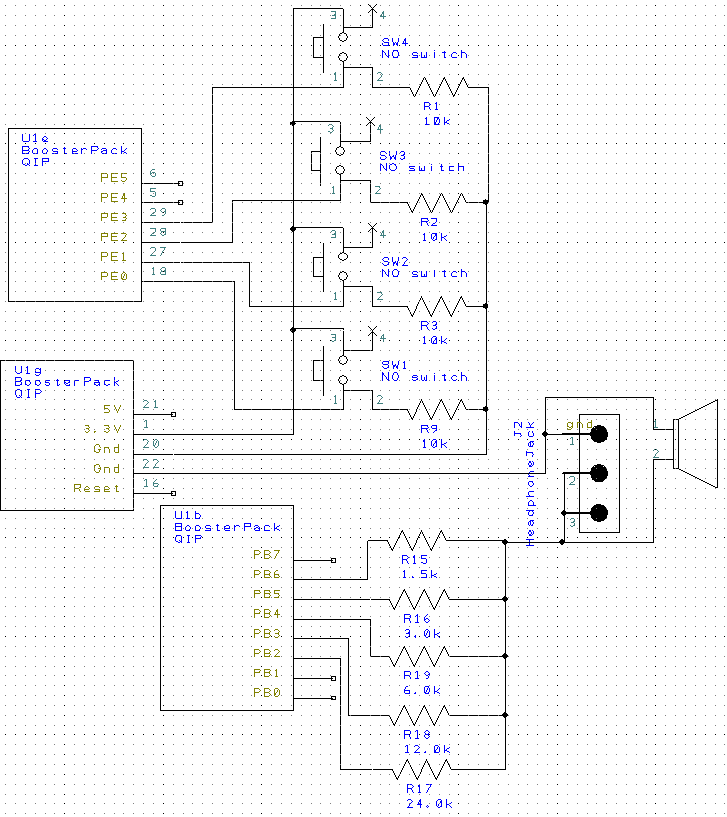 3
4
SW4
NO switch
1
2
R1
10k
U1e
BoosterPack
QIP
PE5
6
PE4
5
PE3
29
PE2
28
PE1
27
PE0
18
3
4
SW3
NO switch
1
2
R2
10k
3
4
SW2
NO switch
1
2
R3
10k
3
4
SW1
NO switch
1
2
R9
10k
U1g
BoosterPack
QIP
5V
21
3.3V
1
Gnd
20
Gnd
22
Reset
16
J2
HeadphoneJack
gnd
1
2
3
1
2
U1b
BoosterPack
QIP
PB7
PB6
PB5
PB4
PB3
PB2
PB1
PB0
R15
1.5k
R16
3.0k
R19
6.0k
R18
12.0k
R17
24.0k